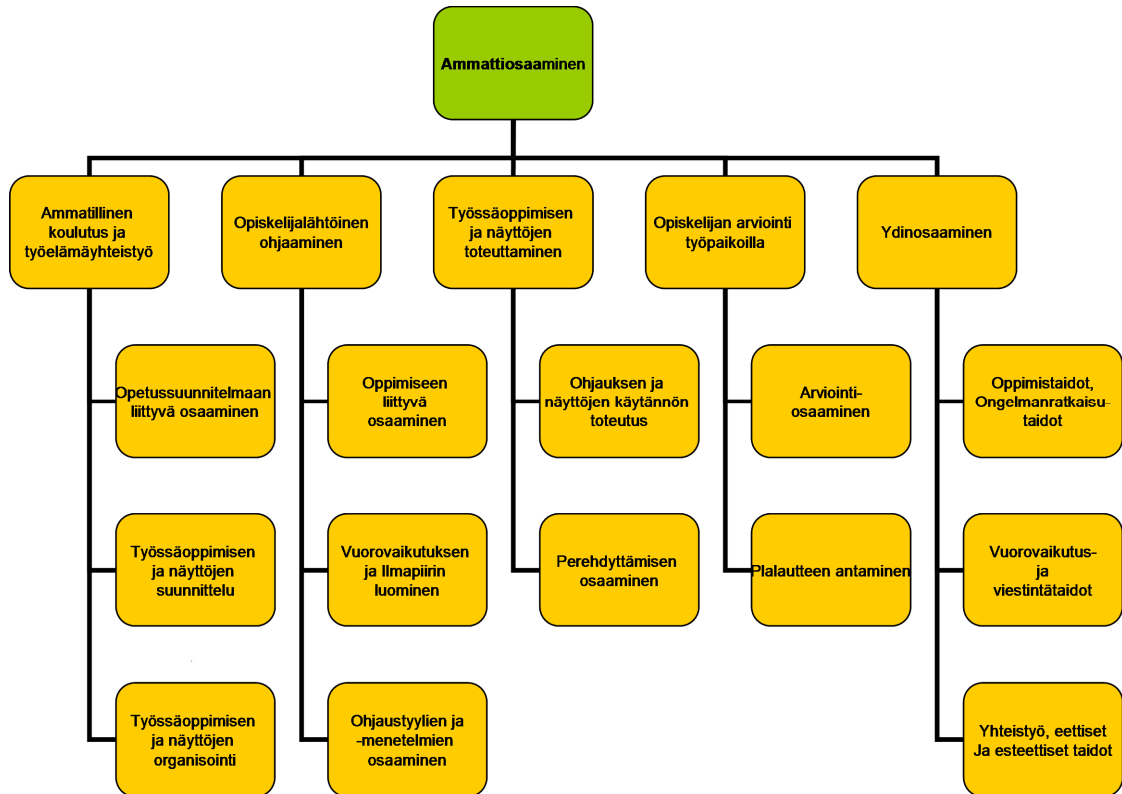 Ammattiosaaminen
Ammatillinen
koulutus ja
työelämäyhteistyö
Opiskelijalähtöinen
ohjaaminen
Työssäoppimisen
ja näyttöjen
toteuttaminen
Opiskelijan arviointi
työpaikoilla
Ydinosaaminen
Opetussuunnitelmaan
liittyvä osaaminen
Oppimiseen
liittyvä
osaaminen
Ohjauksen ja
näyttöjen käytännön
toteutus
Arviointi-
osaaminen
Oppimistaidot,
Ongelmanratkaisu-
taidot
Työssäoppimisen
ja näyttöjen
suunnittelu
Vuorovaikutuksen
ja Ilmapiirin
luominen
Perehdyttämisen
osaaminen
Plalautteen antaminen
Vuorovaikutus-
ja
viestintätaidot
Työssäoppimisen
ja näyttöjen
organisointi
Ohjaustyylien ja
-menetelmien
osaaminen
Yhteistyö, eettiset
Ja esteettiset taidot